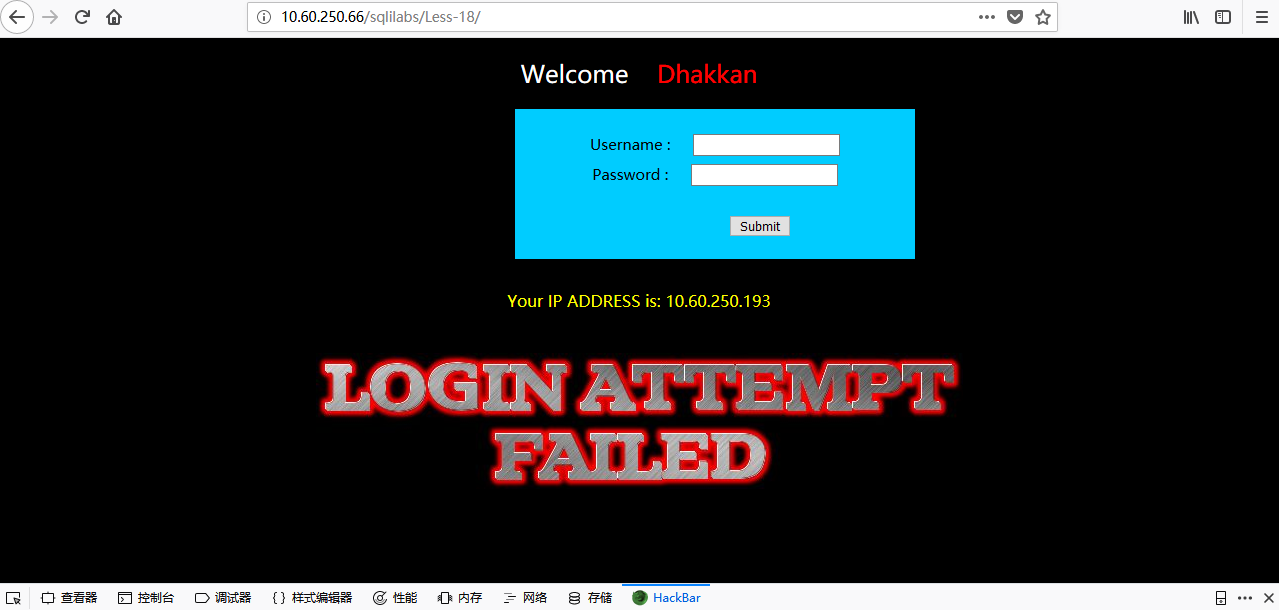 10.60.250.66/sqlilabs/Less-18/
Welcome Dhakkan
Username :
Password :
Submit
Your IP ADDRESS is: 10.60.250.193
LOGIN ATTEMPT
FAILED
查看器 控制台 调试器 {} 样式编辑器 性能 内存 网络 存储 HackBar